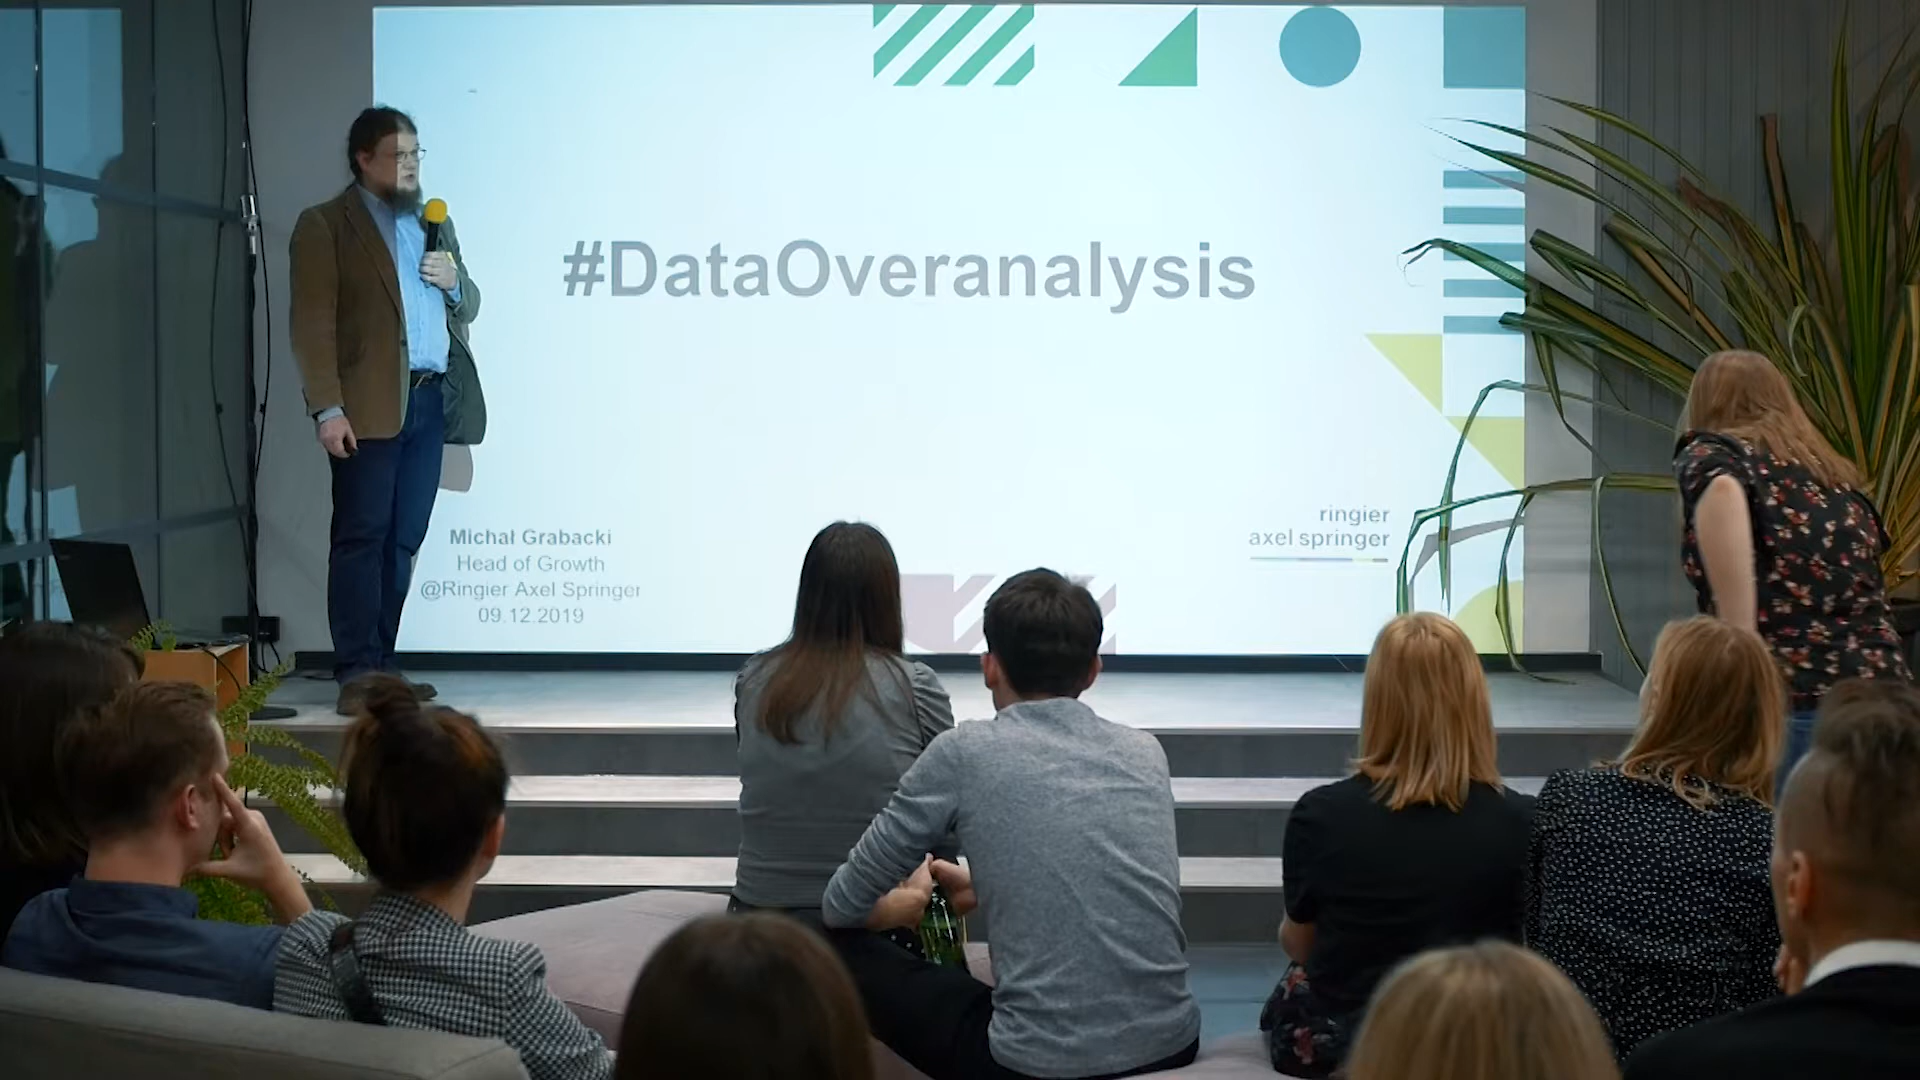 #DataOveranalysis
Michał Grabacki
Head of Growth
@Ringier Axel Springer
09.12.2019
ringier
axel springer